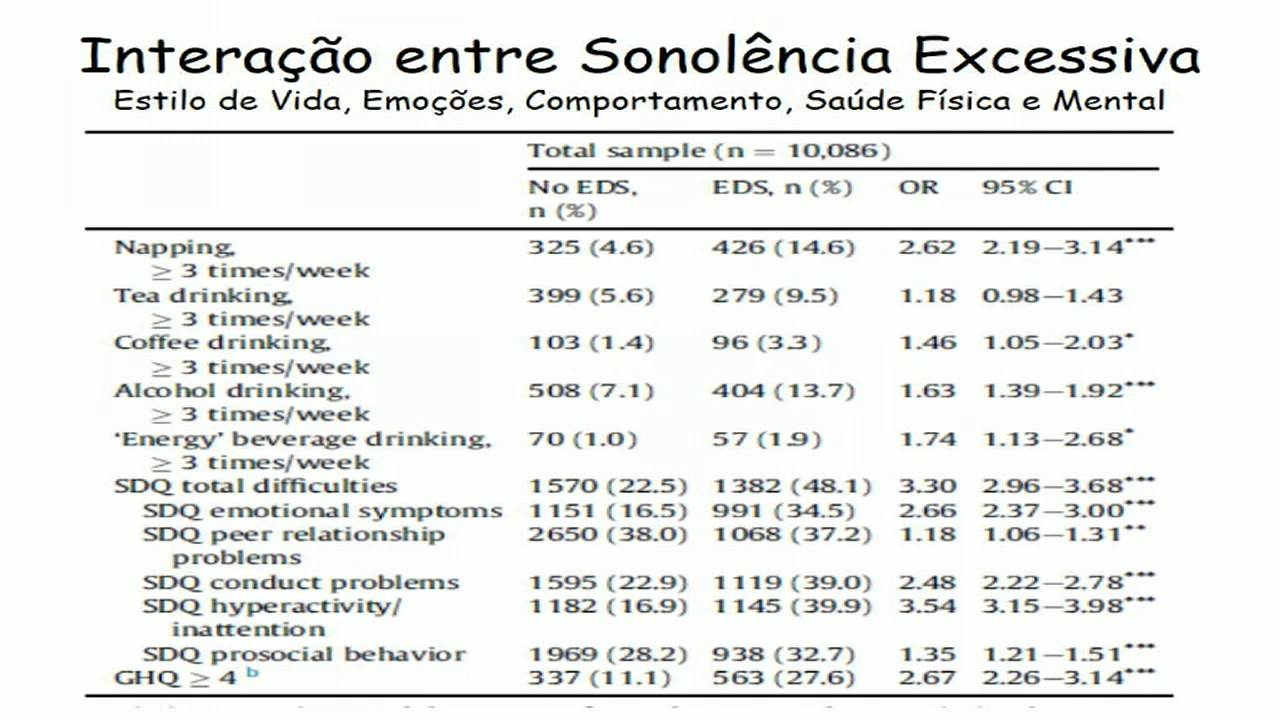 Interação entre Sonolência Excessiva
Estilo de Vida, Emoções, Comportamento, Saúde Física e Mental
Total sample (n = 10,086)
No EDS, EDS, n (%) OR 95% CI
n (%)
Napping, 325 (4.6) 426 (14.6) 2.62 2.19–3.14***
≥ 3 times/week
Tea drinking, 399 (5.6) 279 (9.5) 1.18 0.98–1.43
≥ 3 times/week
Coffee drinking, 103 (1.4) 96 (3.3) 1.46 1.05–2.03*
≥ 3 times/week
Alcohol drinking, 508 (7.1) 404 (13.7) 1.63 1.39–1.92***
≥ 3 times/week
'Energy' beverage drinking, 70 (1.0) 57 (1.9) 1.74 1.13–2.68*
≥ 3 times/week
SDQ total difficulties 1570 (22.5) 1382 (48.1) 3.30 2.96–3.68***
SDQ emotional symptoms 1151 (16.5) 991 (34.5) 2.66 2.37–3.00***
SDQ peer relationship 2650 (38.0) 1068 (37.2) 1.18 1.06–1.31**
problems
SDQ conduct problems 1595 (22.9) 1119 (39.0) 2.48 2.22–2.78***
SDQ hyperactivity/ 1182 (16.9) 1145 (39.9) 3.54 3.15–3.98***
inattention
SDQ prosocial behavior 1969 (28.2) 938 (32.7) 1.35 1.21–1.51***
GHQ ≥ 4 b 337 (11.1) 563 (27.6) 2.67 2.26–3.14***